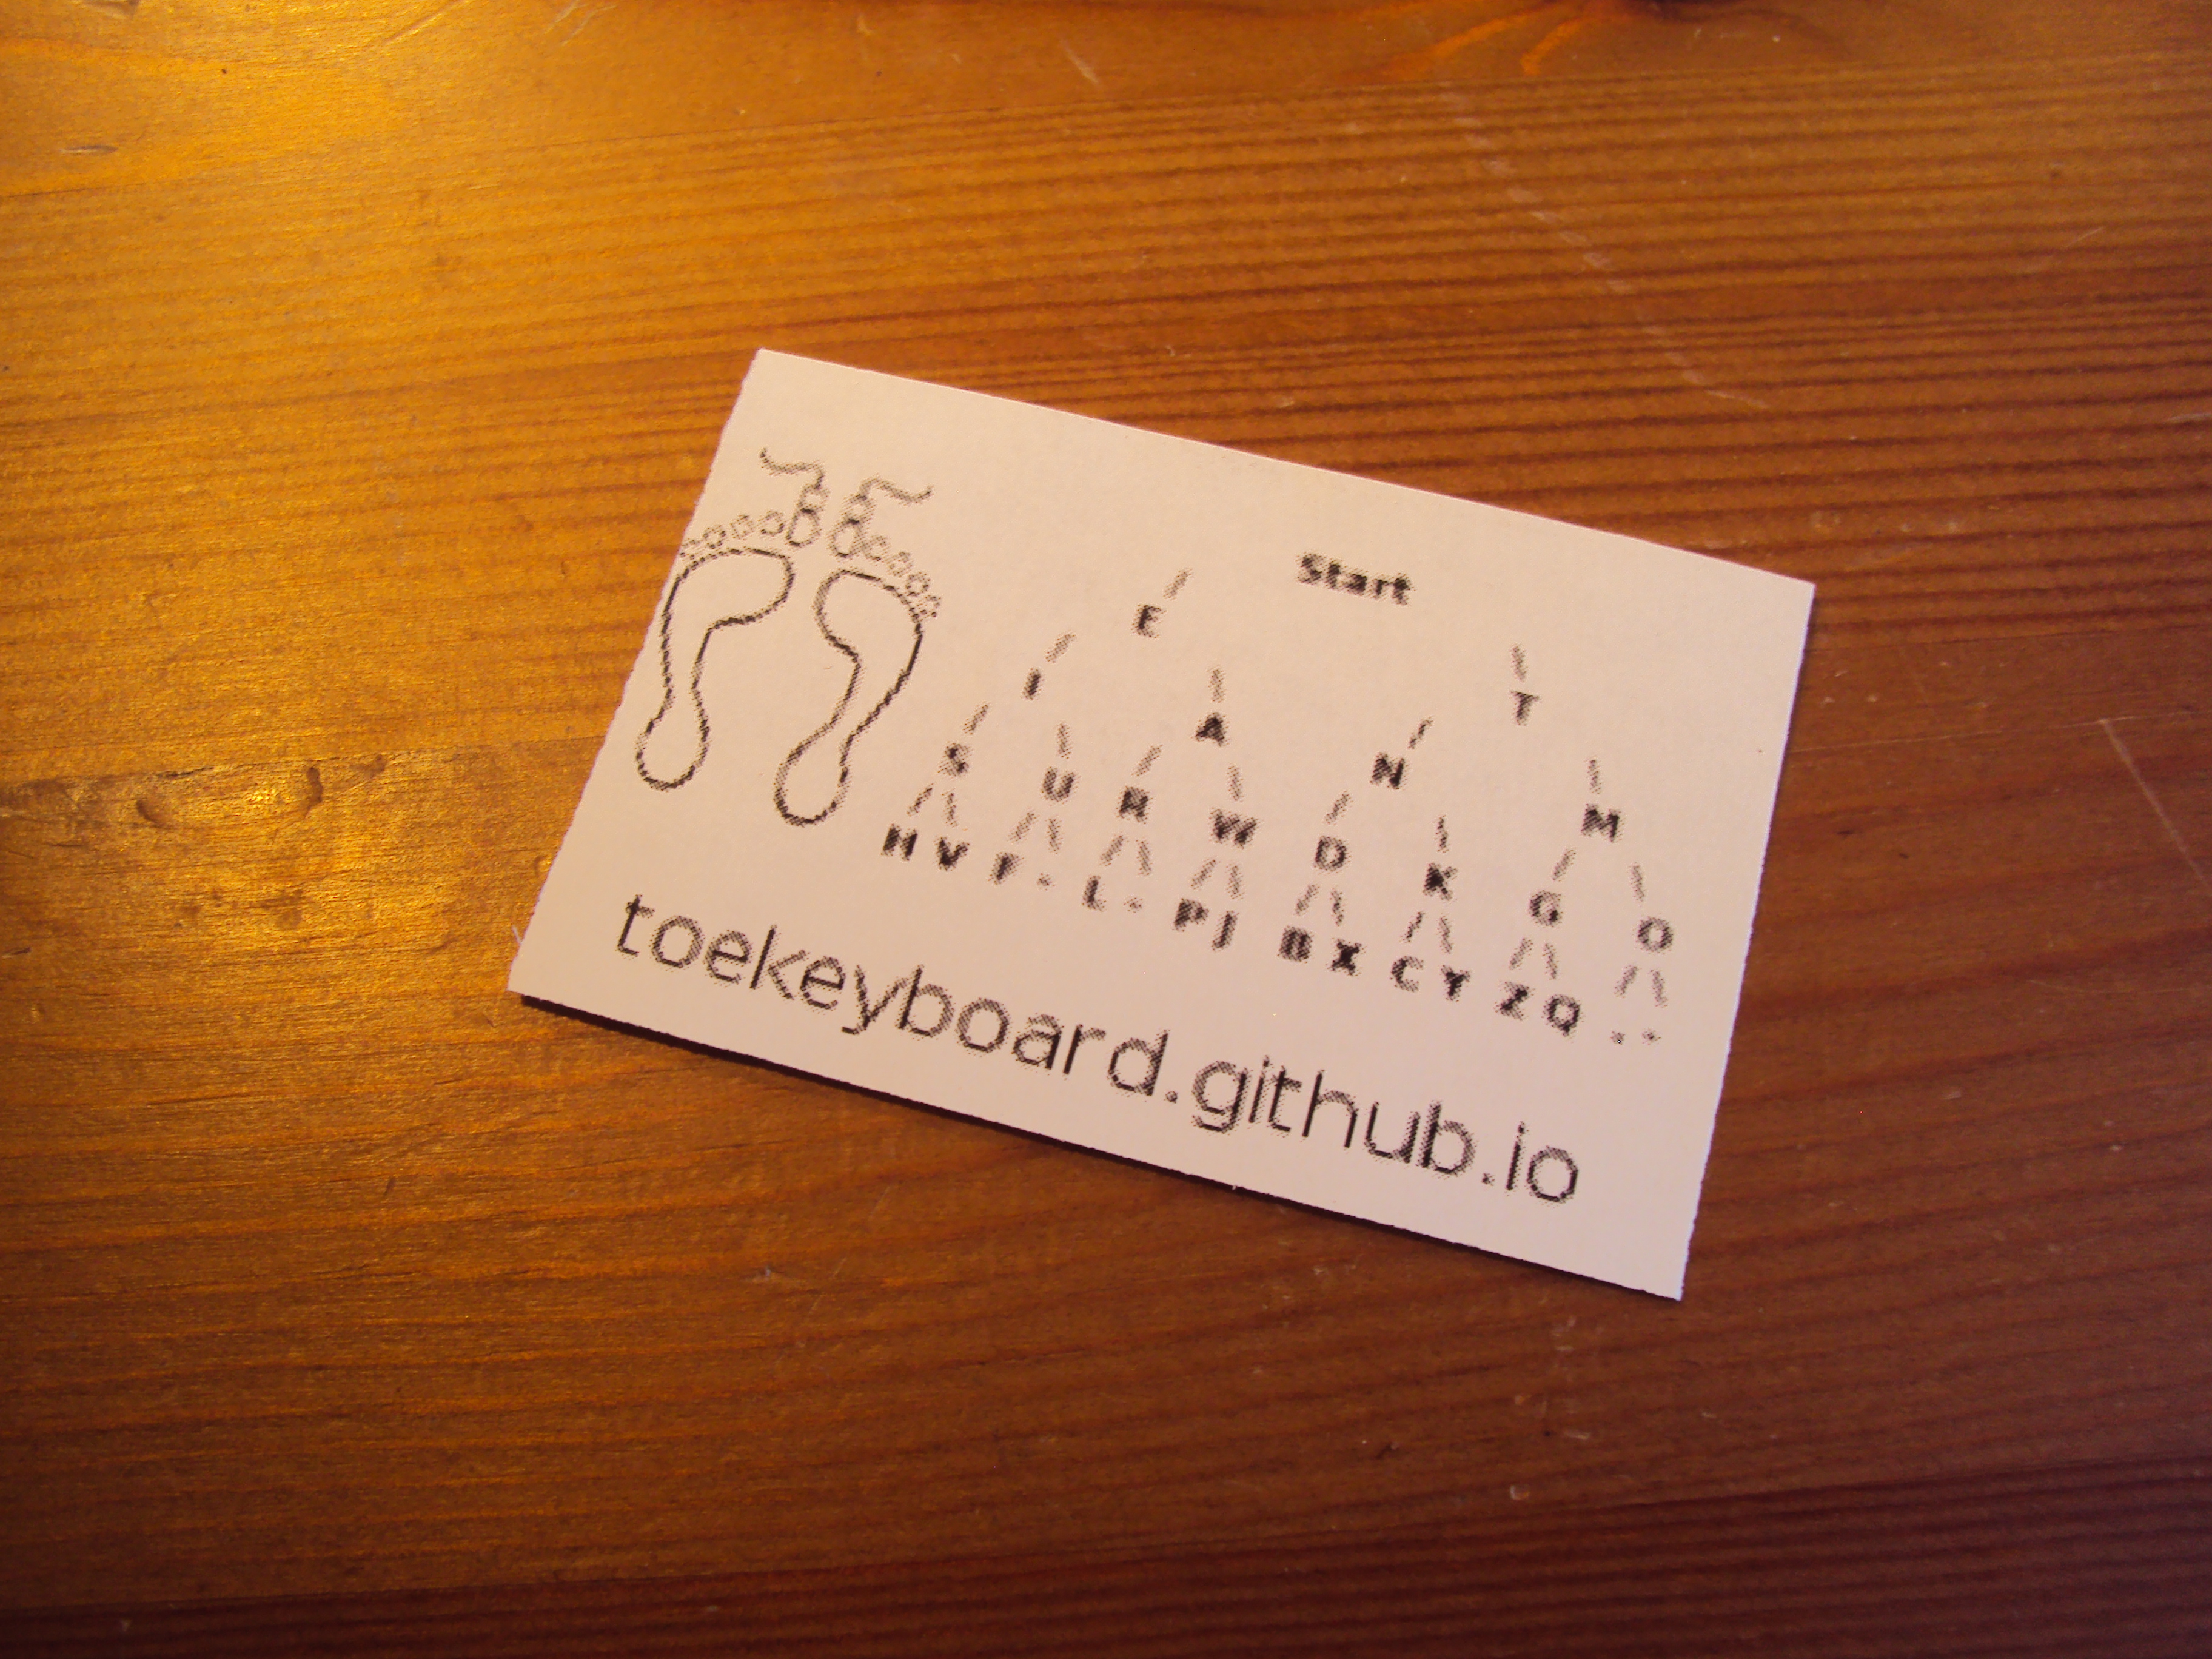 Start
E T
I A N M
S U R W D K G O
H V F - L - P J B X C Y Z Q - -
toekeyboard.github.io